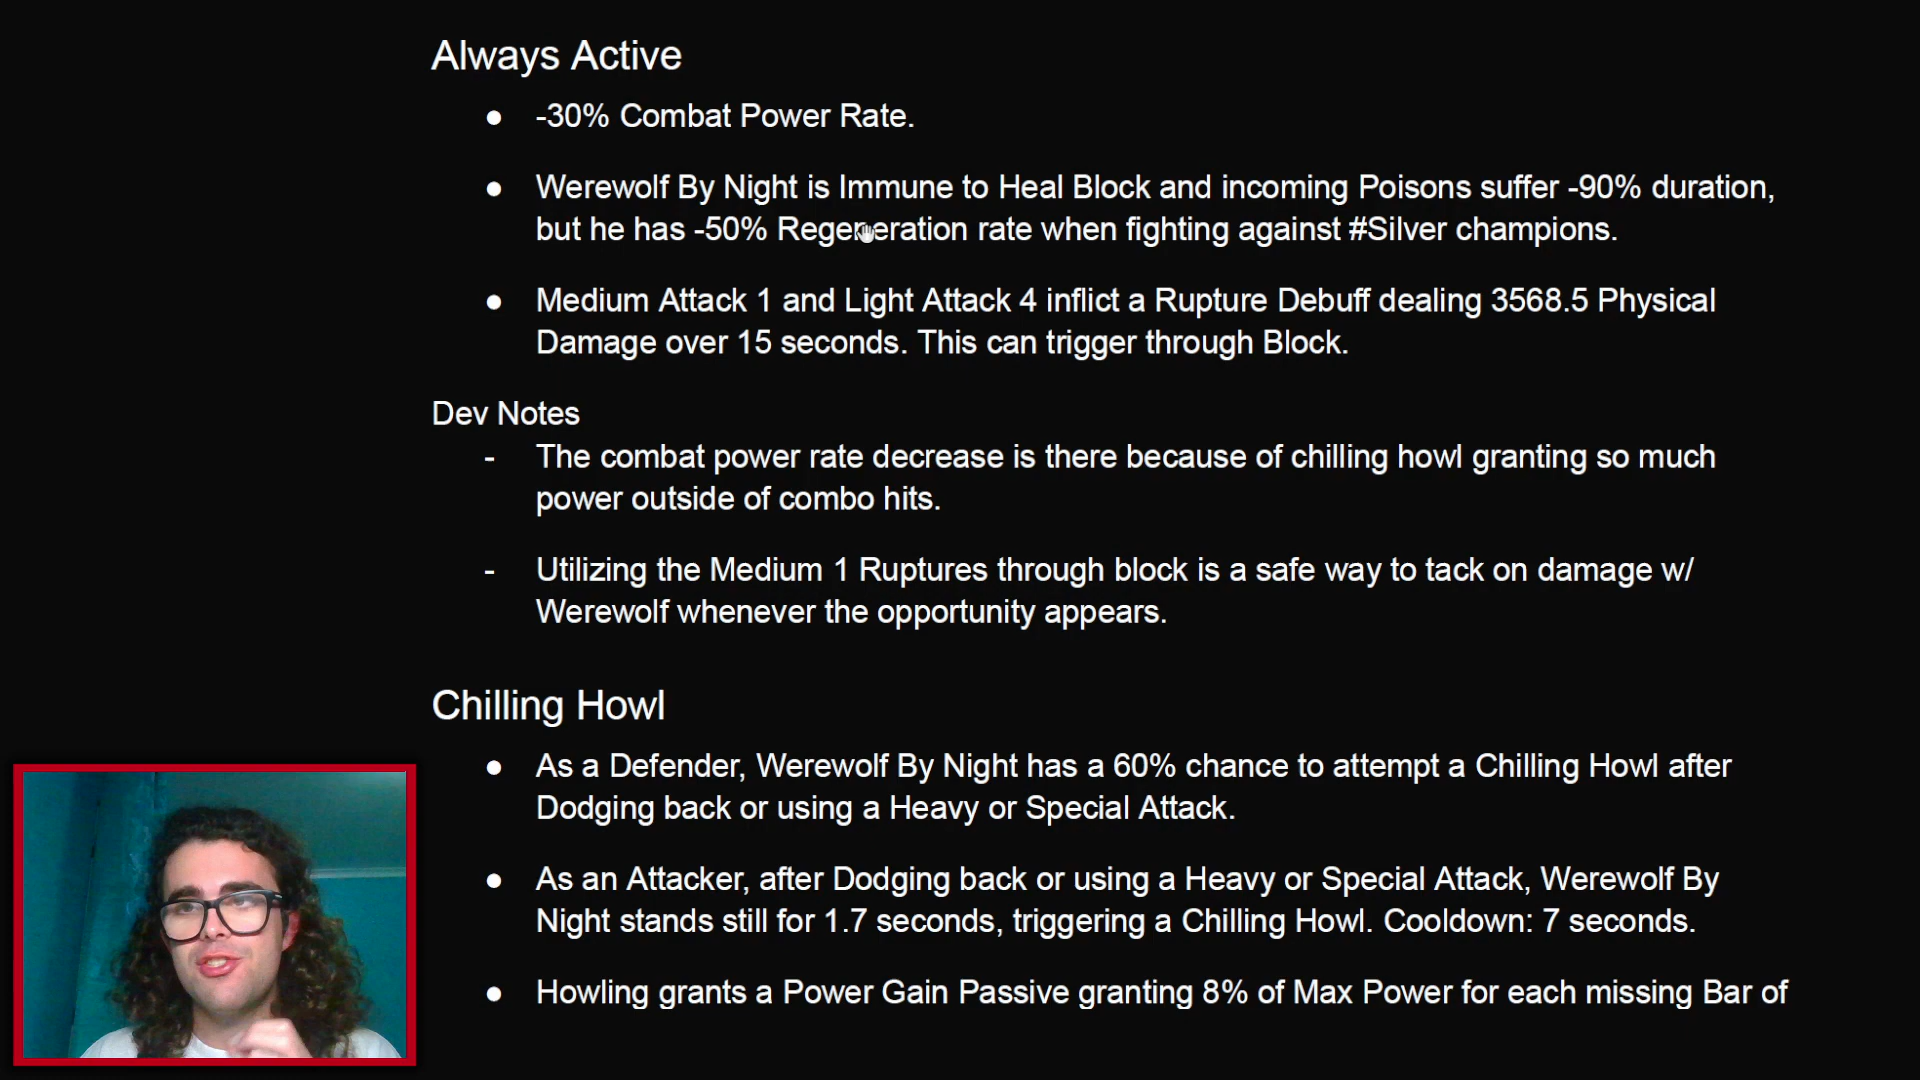 Always Active
● -30% Combat Power Rate.
● Werewolf By Night is Immune to Heal Block and incoming Poisons suffer -90% duration,
but he has -50% Regeneration rate when fighting against #Silver champions.
● Medium Attack 1 and Light Attack 4 inflict a Rupture Debuff dealing 3568.5 Physical
Damage over 15 seconds. This can trigger through Block.
Dev Notes
- The combat power rate decrease is there because of chilling howl granting so much
power outside of combo hits.
- Utilizing the Medium 1 Ruptures through block is a safe way to tack on damage w/
Werewolf whenever the opportunity appears.
Chilling Howl
● As a Defender, Werewolf By Night has a 60% chance to attempt a Chilling Howl after
Dodging back or using a Heavy or Special Attack.
● As an Attacker, after Dodging back or using a Heavy or Special Attack, Werewolf By
Night stands still for 1.7 seconds, triggering a Chilling Howl. Cooldown: 7 seconds.
● Howling grants a Power Gain Passive granting 8% of Max Power for each missing Bar of